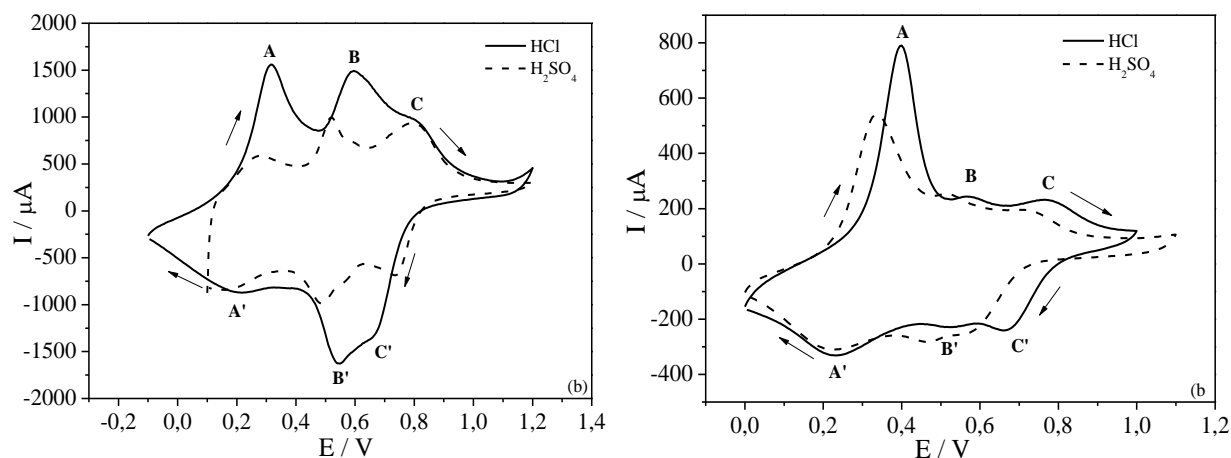 2000
1500
1000
500
0
-500
-1000
-1500
-2000
I / µA
-0,2 0,0 0,2 0,4 0,6 0,8 1,0 1,2 1,4
E / V
A
B
C
A'
B'
C'
HCl
H2SO4
(b)
800
600
400
200
0
-200
-400
I / µA
0,0 0,2 0,4 0,6 0,8 1,0 1,2
E / V
A
B
C
A'
B'
C'
HCl
H2SO4
(b